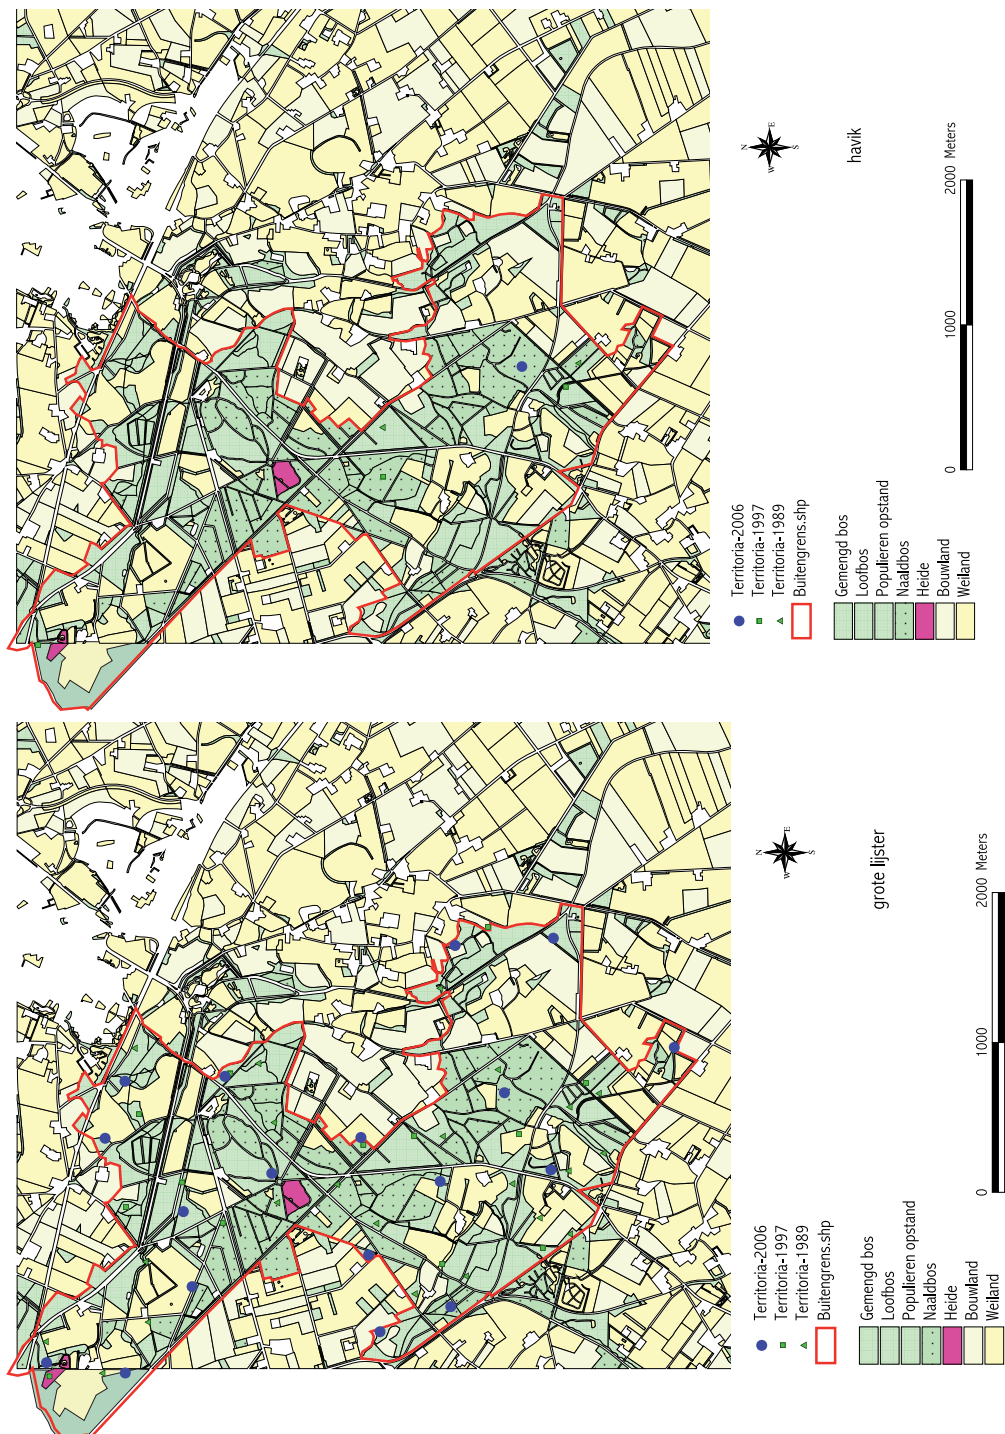 N
W
E
S
havik
0
1000
2000 Meters
Territoria-2006
Territoria-1997
Territoria-1989
Buitengrens.shp
Gemengd bos
Loofbos
Populieren opstand
Naaldbos
Heide
Bouwland
Weiland
N
W
E
S
grote lijster
0
1000
2000 Meters
Territoria-2006
Territoria-1997
Territoria-1989
Buitengrens.shp
Gemengd bos
Loofbos
Populieren opstand
Naaldbos
Heide
Bouwland
Weiland